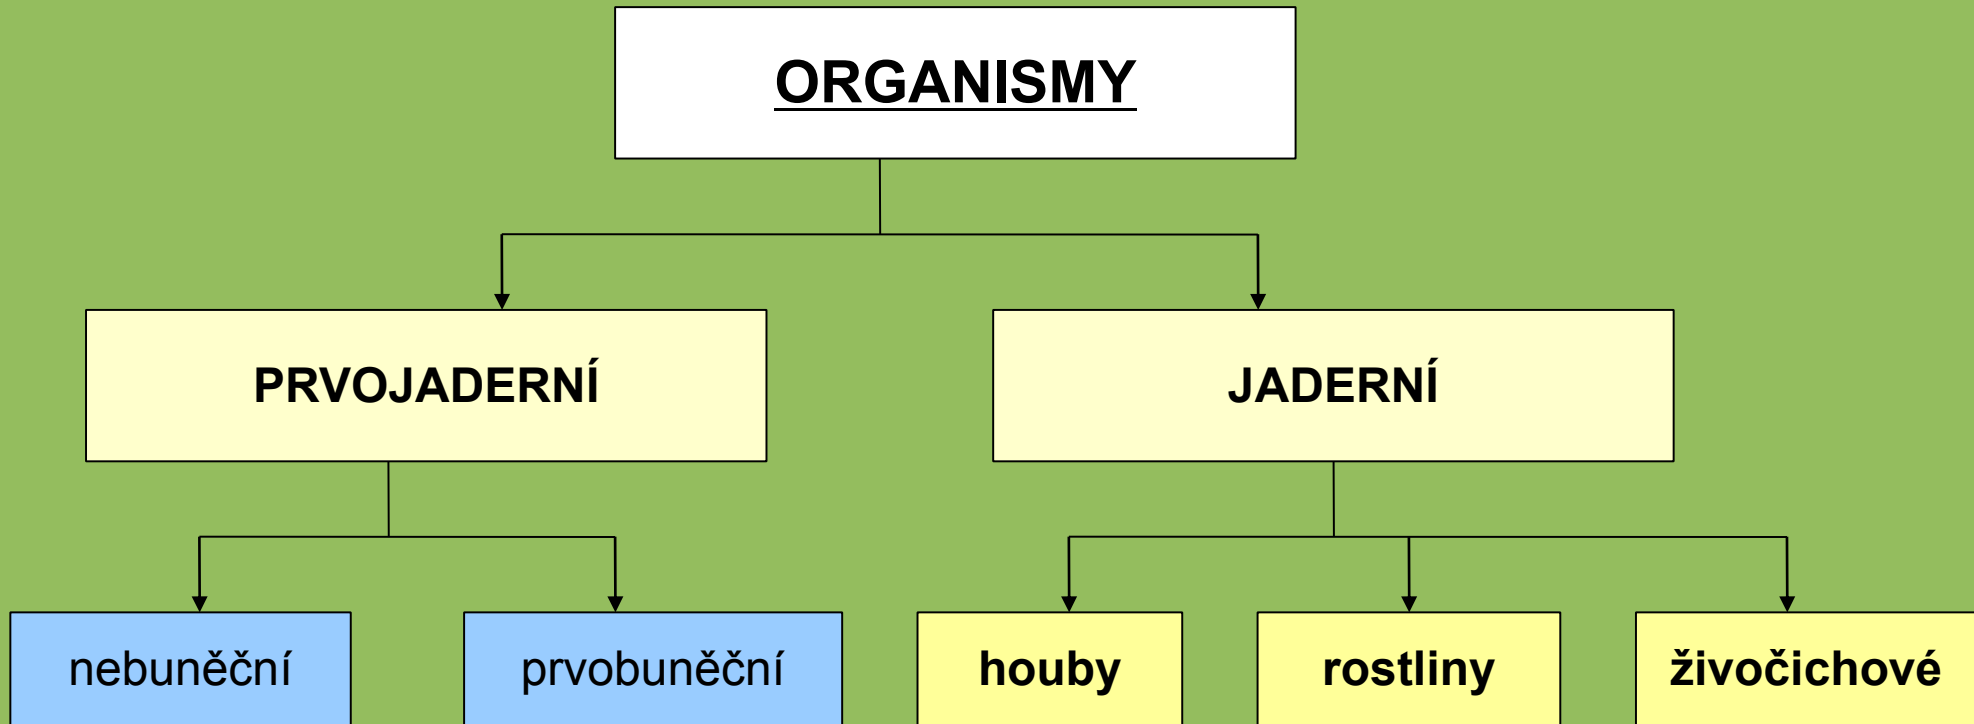 ORGANISMY
PRVOJADERNÍ
JADERNÍ
nebuněční
prvobuněční
houby
rostliny
živočichové